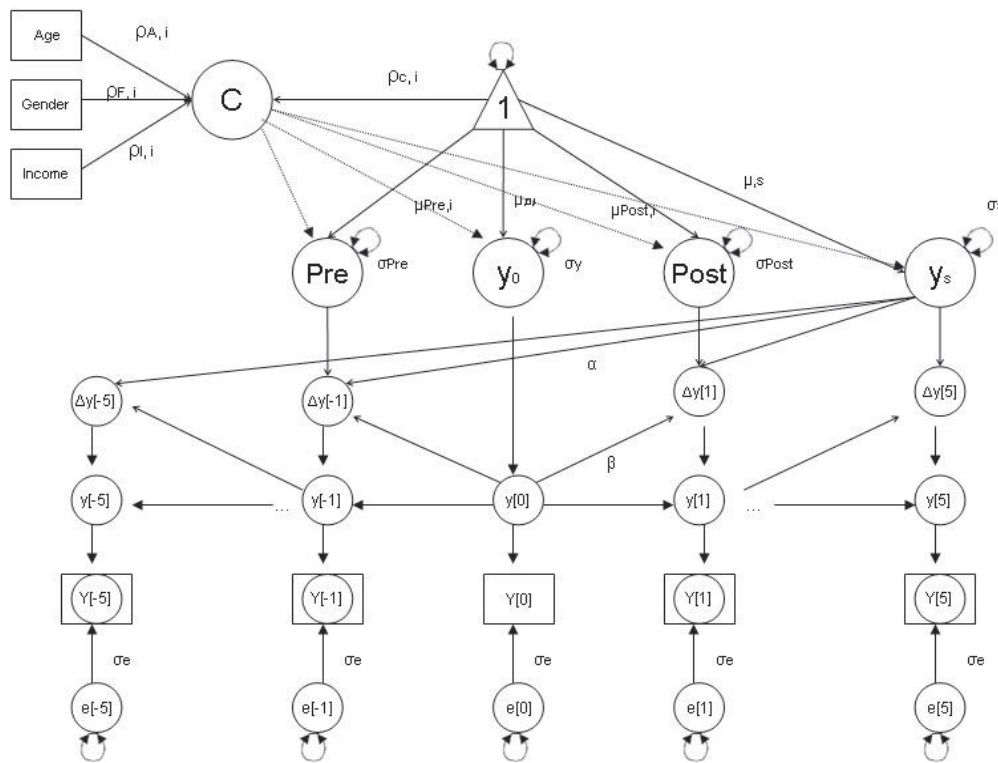 Age
ρA, i
Gender
ρF, i
Income
ρI, i
C
ρc, i
1
μPre,i
μPost,i
μ,s
Pre
σPre
y₀
σy
Post
σPost
yₛ
α
β
Δy[-5]
Δy[-1]
Δy[1]
Δy[5]
y[-5]
...
y[-1]
y[0]
y[1]
...
y[5]
Y[-5]
Y[-1]
Y[0]
Y[1]
Y[5]
σe
σe
σe
σe
σe
e[-5]
e[-1]
e[0]
e[1]
e[5]